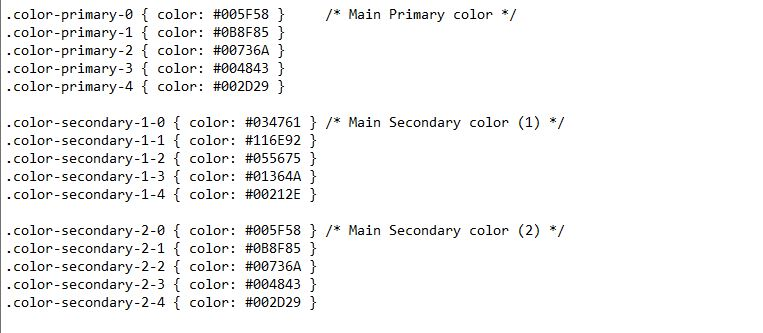 .color-primary-0 { color: #005F58 }     /* Main Primary color */
.color-primary-1 { color: #0B8F85 }
.color-primary-2 { color: #00736A }
.color-primary-3 { color: #004843 }
.color-primary-4 { color: #002D29 }

.color-secondary-1-0 { color: #034761 } /* Main Secondary color (1) */
.color-secondary-1-1 { color: #116E92 }
.color-secondary-1-2 { color: #055675 }
.color-secondary-1-3 { color: #01364A }
.color-secondary-1-4 { color: #00212E }

.color-secondary-2-0 { color: #005F58 } /* Main Secondary color (2) */
.color-secondary-2-1 { color: #0B8F85 }
.color-secondary-2-2 { color: #00736A }
.color-secondary-2-3 { color: #004843 }
.color-secondary-2-4 { color: #002D29 }